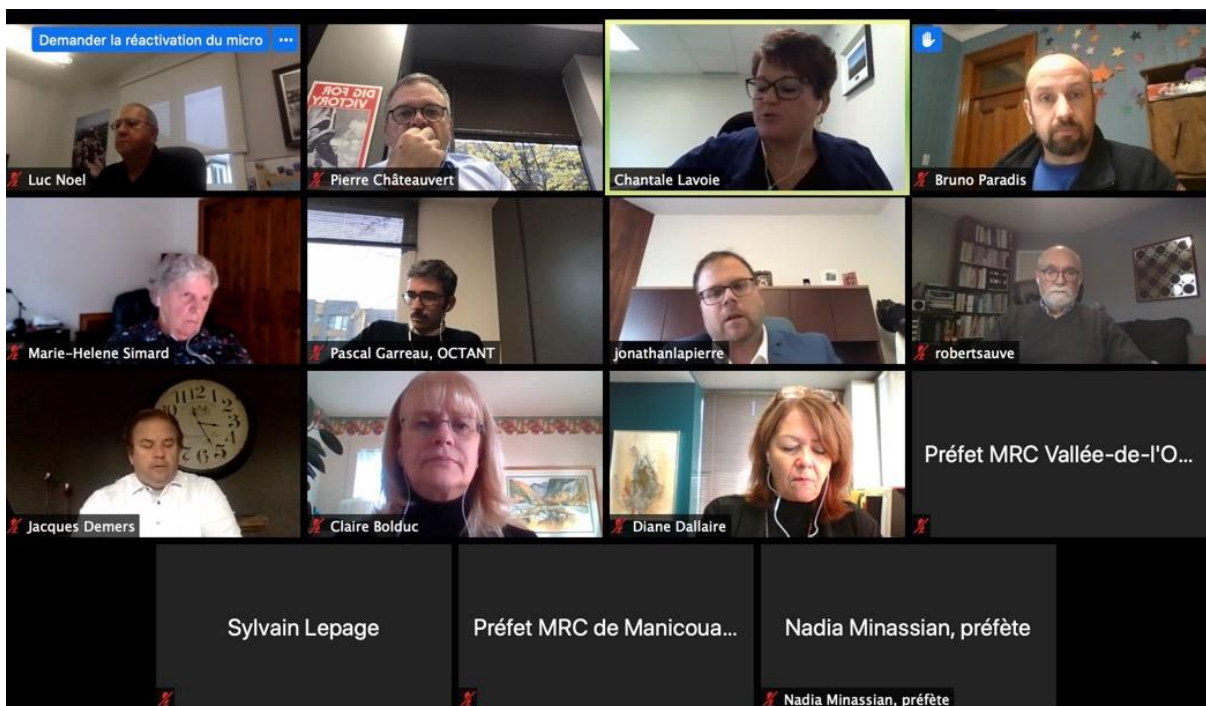 Demander la réactivation du micro ...
Luc Noel
DIG FOR
VICTORY
Pierre Châteauvert
Chantale Lavoie
Bruno Paradis
Marie-Helene Simard
Pascal Garreau, OCTANT
jonathanlapierre
robertsauve
Jacques Demers
Claire Bolduc
Diane Dallaire
Préfet MRC Vallée-de-l'O...
Sylvain Lepage
Préfet MRC de Manicoua...
Nadia Minassian, préfète
Nadia Minassian, préfète